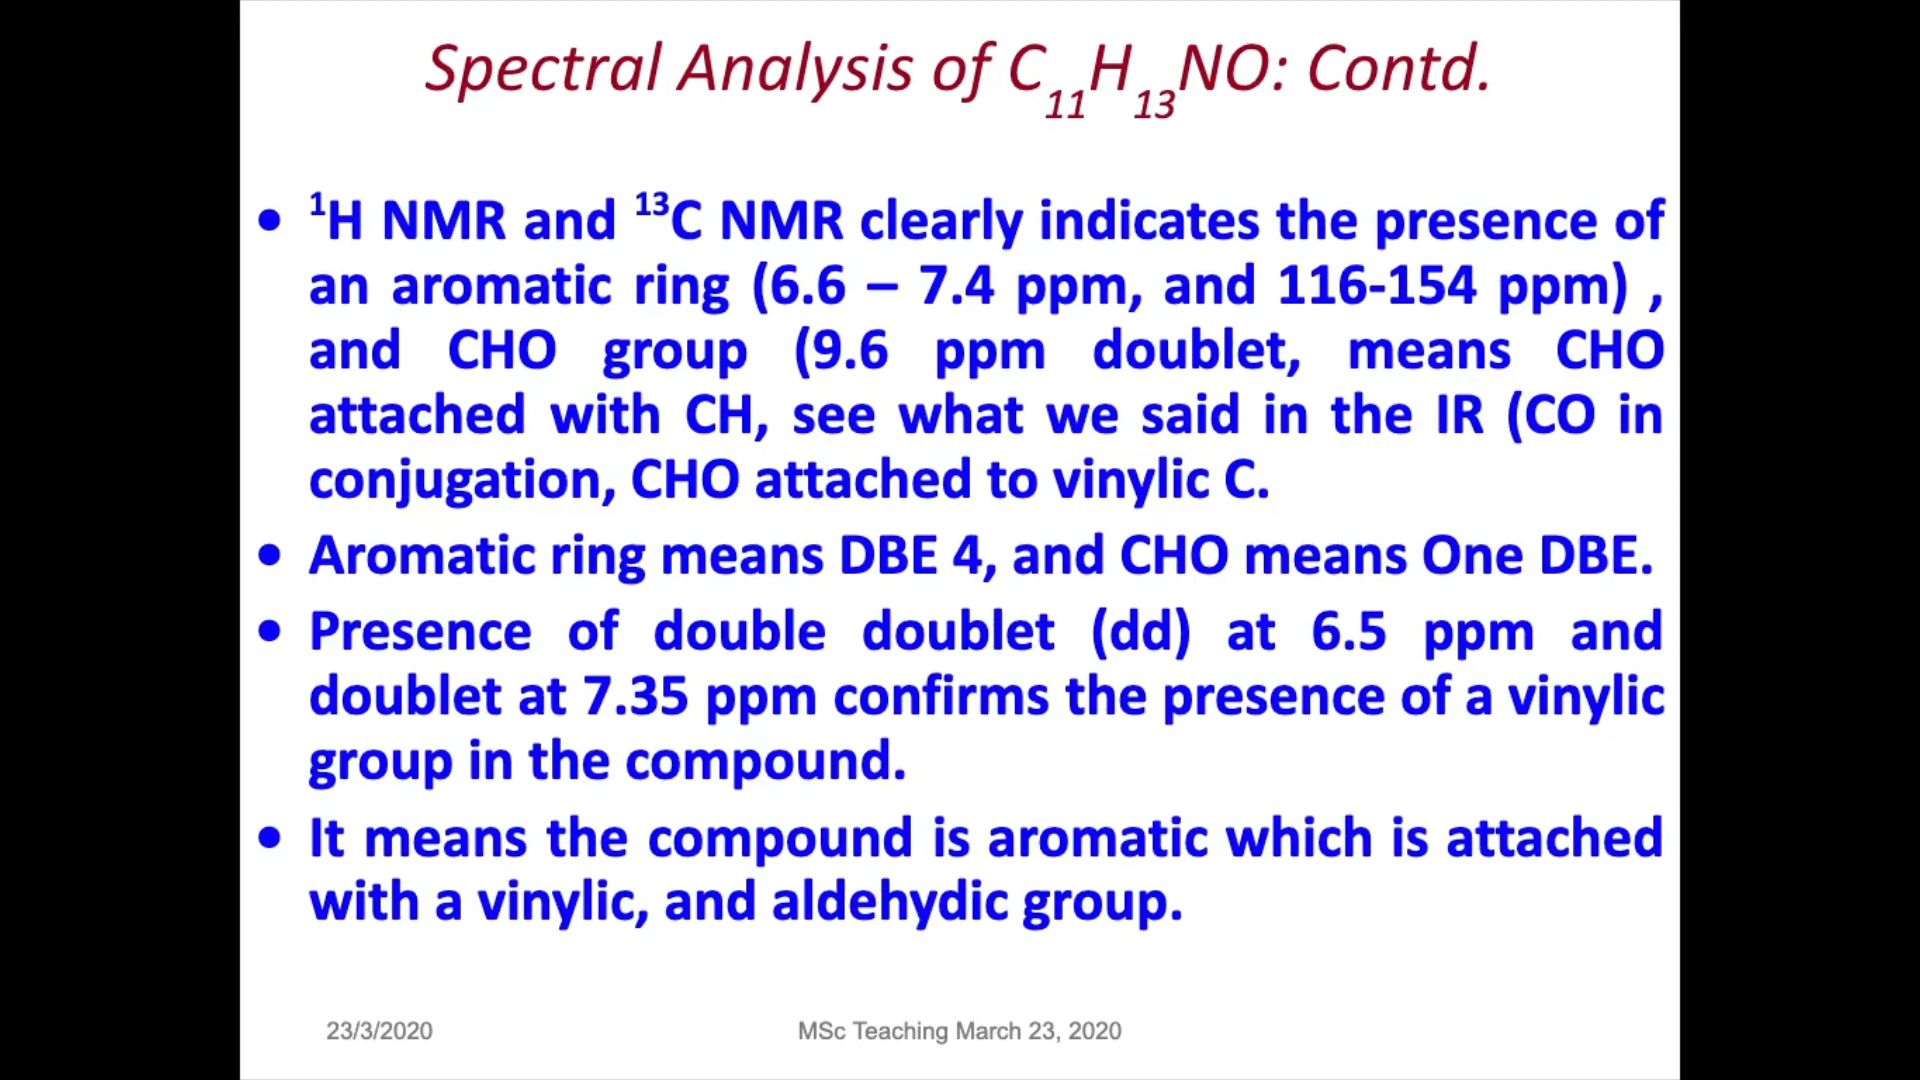 Spectral Analysis of C11H13NO: Contd.
• ¹H NMR and ¹³C NMR clearly indicates the presence of
an aromatic ring (6.6 – 7.4 ppm, and 116-154 ppm) ,
and CHO group (9.6 ppm doublet, means CHO
attached with CH, see what we said in the IR (CO in
conjugation, CHO attached to vinylic C.
• Aromatic ring means DBE 4, and CHO means One DBE.
• Presence of double doublet (dd) at 6.5 ppm and
doublet at 7.35 ppm confirms the presence of a vinylic
group in the compound.
• It means the compound is aromatic which is attached
with a vinylic, and aldehydic group.
23/3/2020
MSc Teaching March 23, 2020